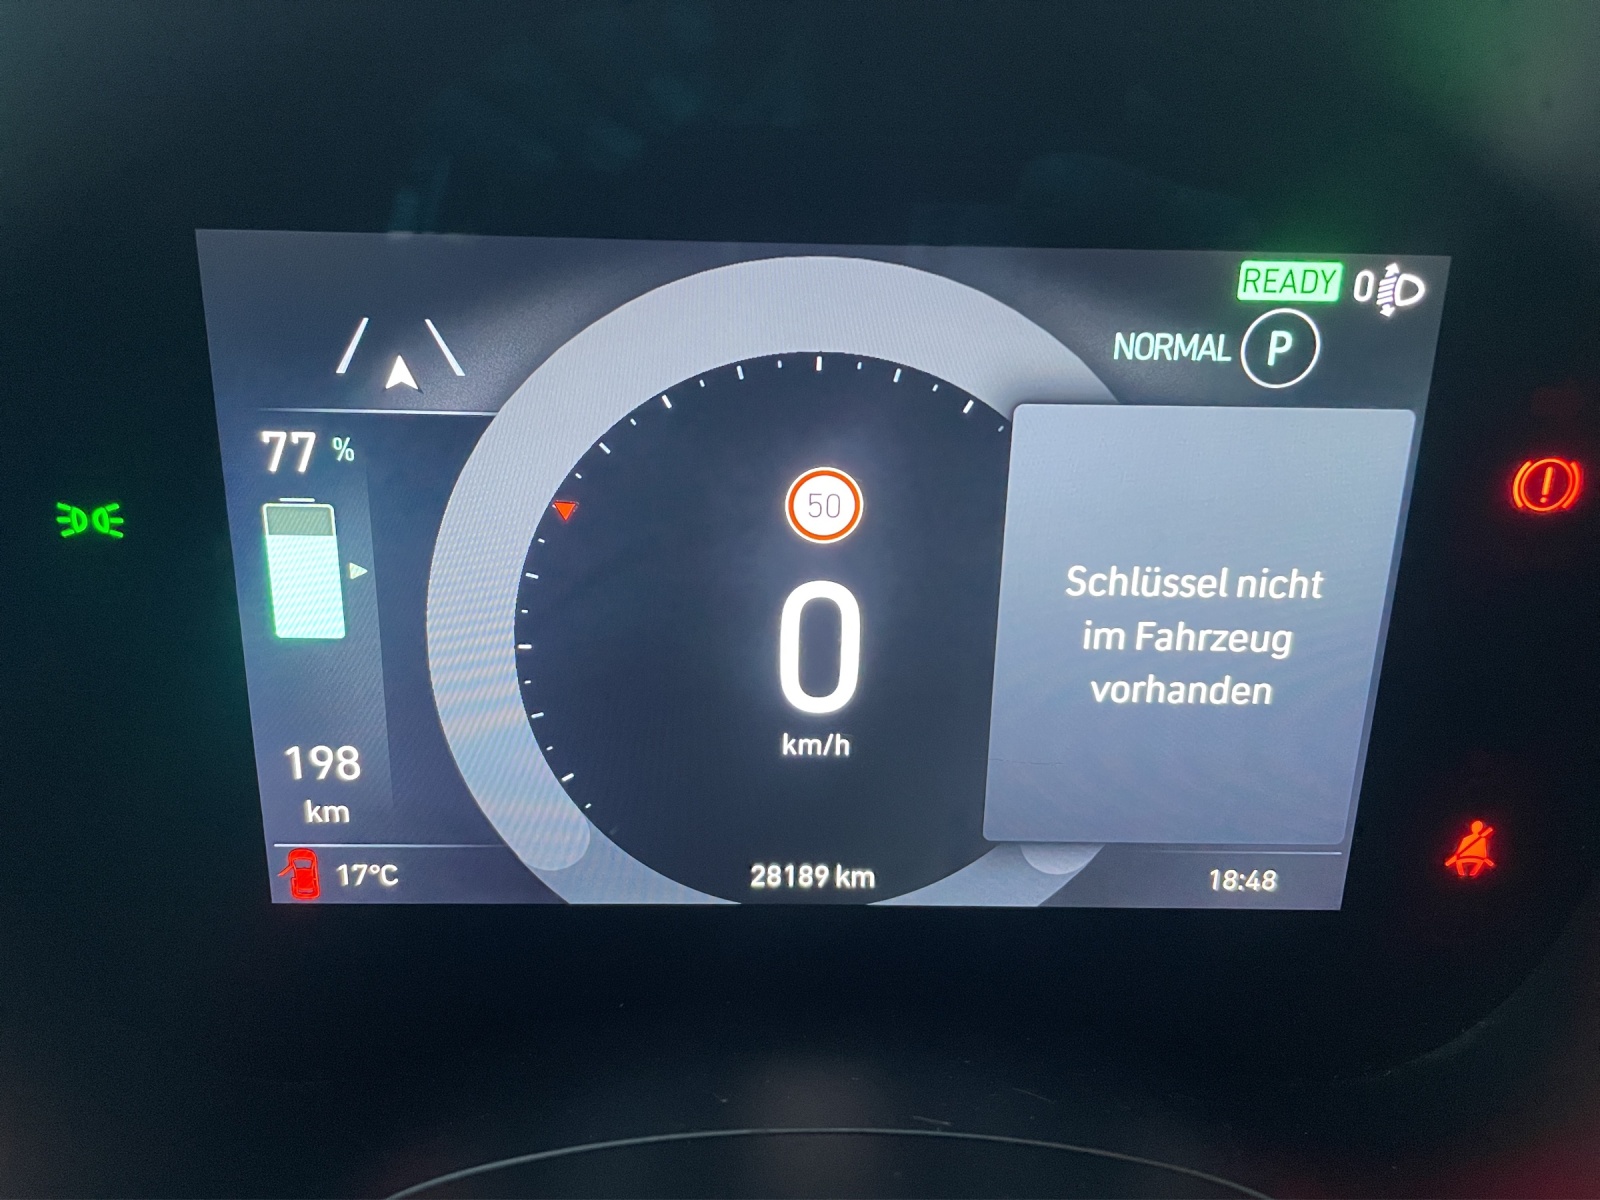 READY 0
NORMAL P
77 %
50
0
km/h
Schlüssel nicht
im Fahrzeug
vorhanden
198
km
17°C
28189 km
18:48